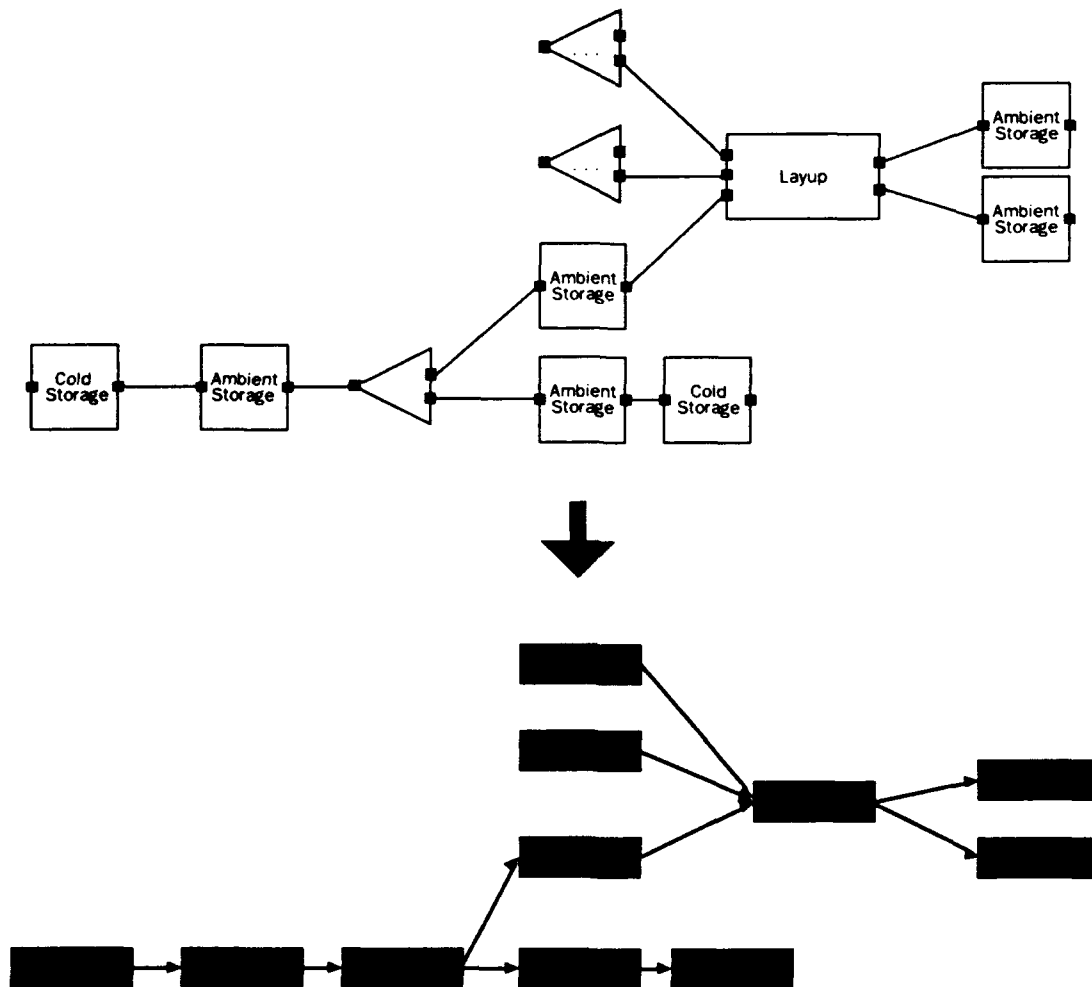 . . .
Ambient
Storage
. . .
Layup
Ambient
Storage
Ambient
Storage
Cold
Storage
Ambient
Storage
Ambient
Storage
Cold
Storage